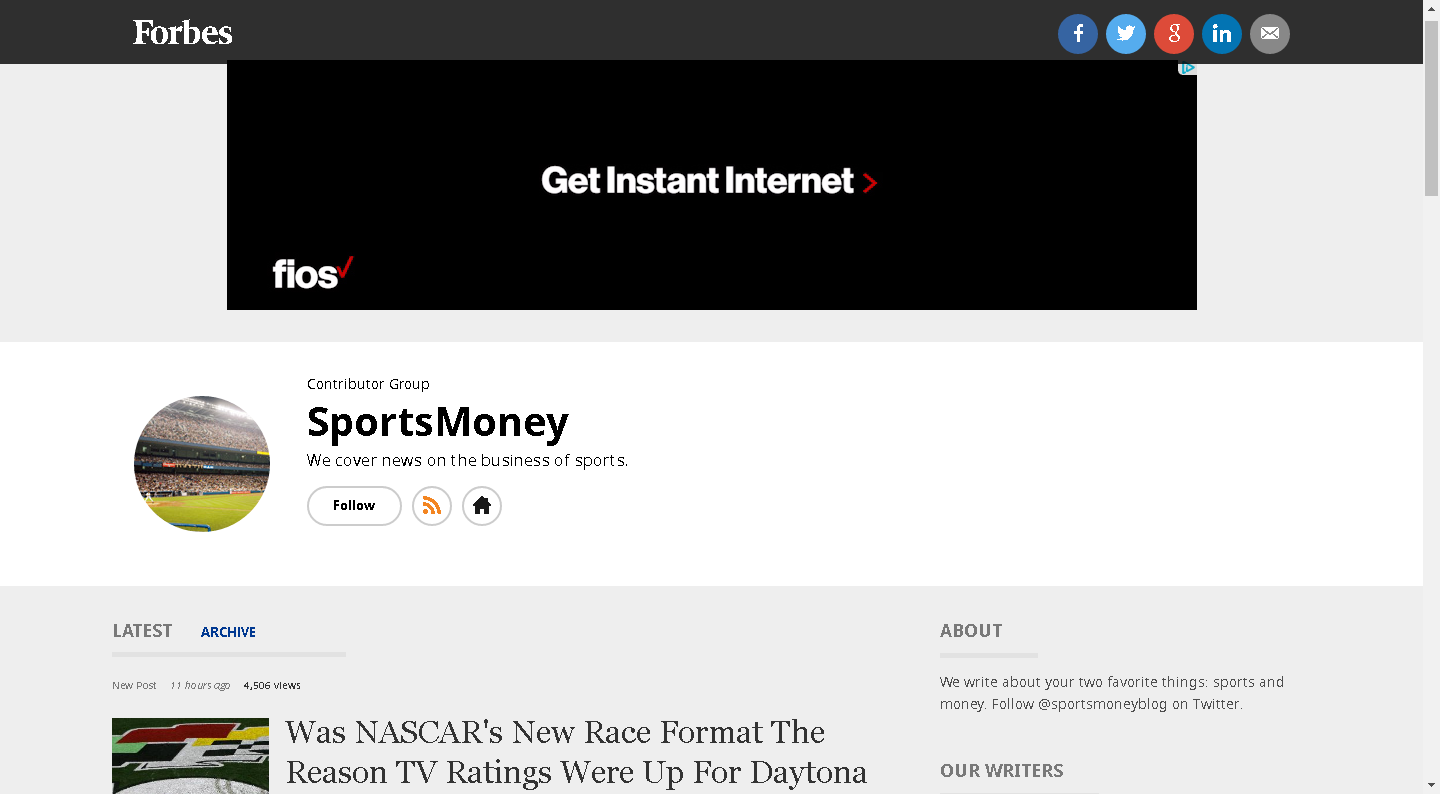 Forbes
Get Instant Internet >
fios
Contributor Group
SportsMoney
We cover news on the business of sports.
Follow
LATEST ARCHIVE
New Post 11 hours ago 4,506 views
Was NASCAR's New Race Format The
Reason TV Ratings Were Up For Daytona
ABOUT
We write about your two favorite things: sports and
money. Follow @sportsmoneyblog on Twitter.
OUR WRITERS